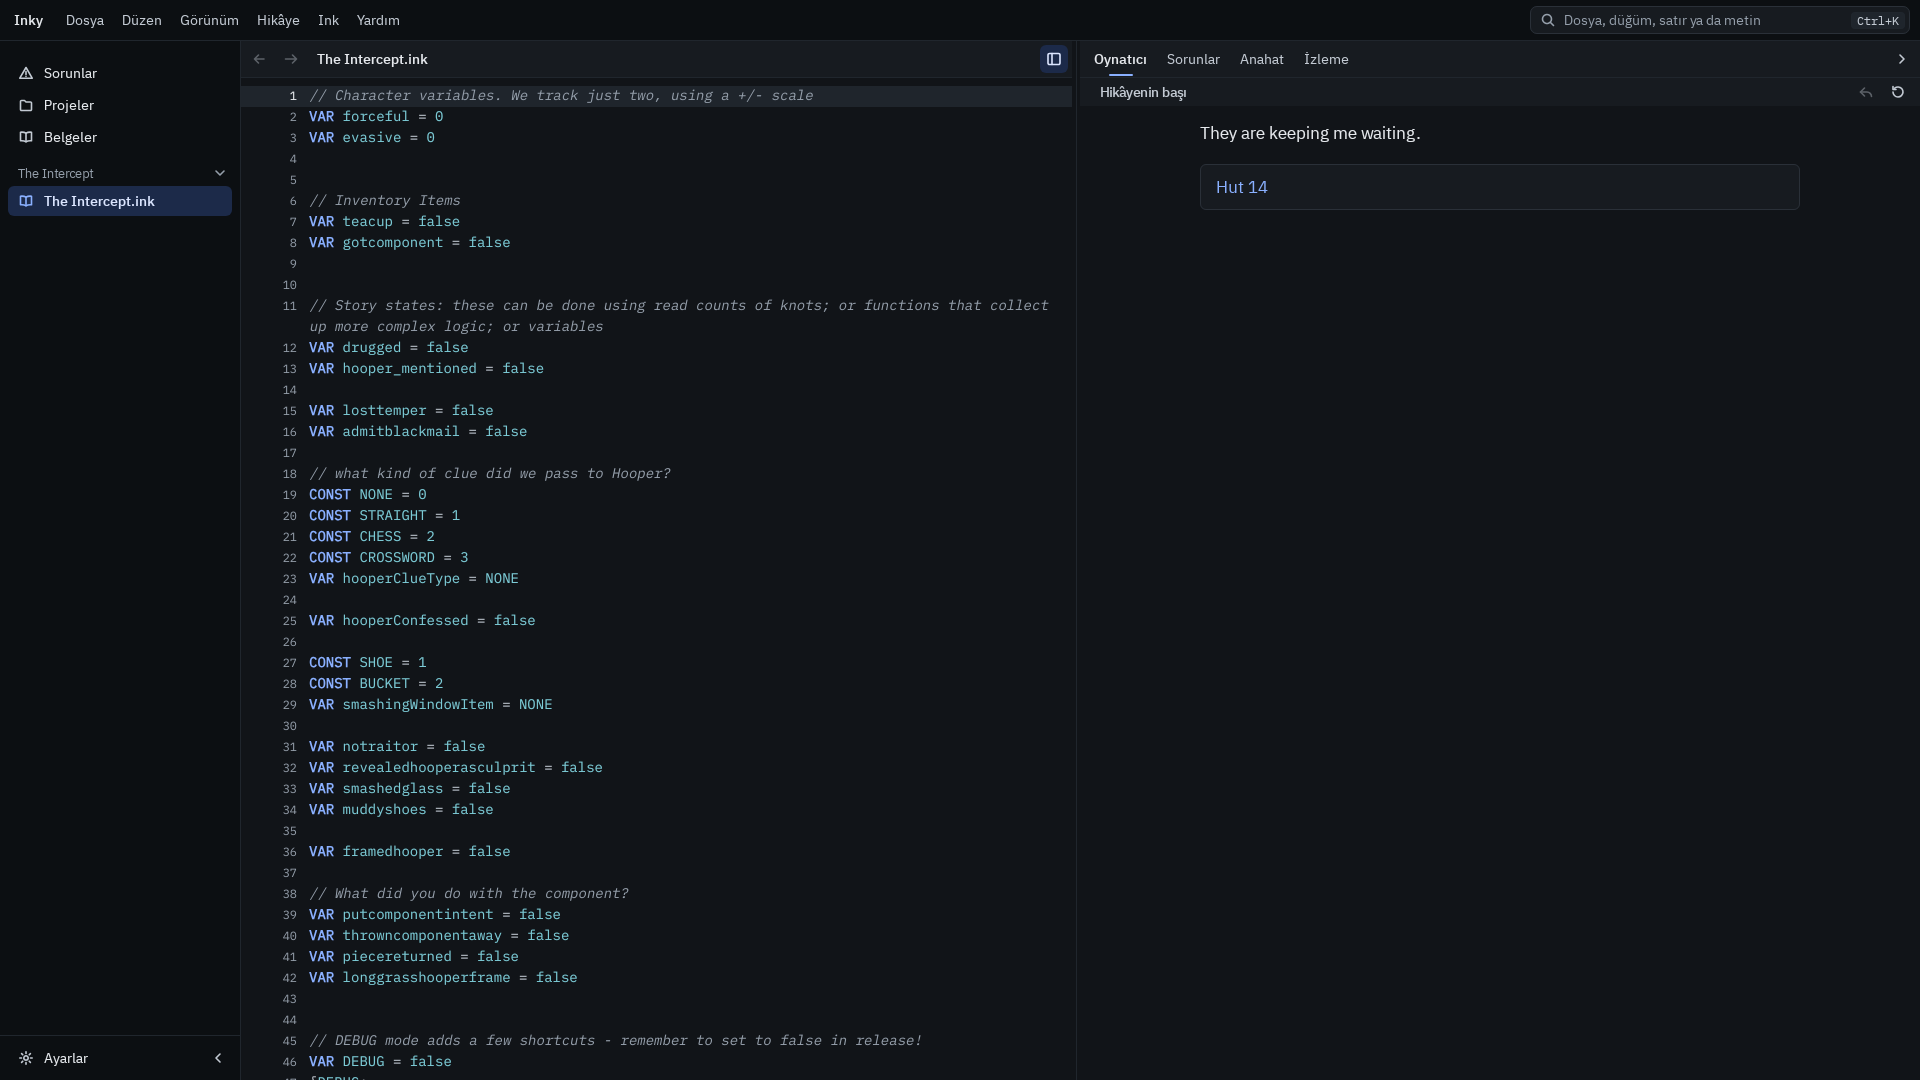 Inky
Dosya
Düzen
Görünüm
Hikâye
Ink
Yardım
Dosya, düğüm, satır ya da metin
Ctrl+K
Sorunlar
Projeler
Belgeler
The Intercept
The Intercept.ink
Ayarlar
The Intercept.ink
1 // Character variables. We track just two, using a +/- scale
2 VAR forceful = 0
3 VAR evasive = 0
4
5
6 // Inventory Items
7 VAR teacup = false
8 VAR gotcomponent = false
9
10
11 // Story states: these can be done using read counts of knots; or functions that collect
up more complex logic; or variables
12 VAR drugged = false
13 VAR hooper_mentioned = false
14
15 VAR losttemper = false
16 VAR admitblackmail = false
17
18 // what kind of clue did we pass to Hooper?
19 CONST NONE = 0
20 CONST STRAIGHT = 1
21 CONST CHESS = 2
22 CONST CROSSWORD = 3
23 VAR hooperClueType = NONE
24
25 VAR hooperConfessed = false
26
27 CONST SHOE = 1
28 CONST BUCKET = 2
29 VAR smashingWindowItem = NONE
30
31 VAR notraitor = false
32 VAR revealedhooperasculprit = false
33 VAR smashedglass = false
34 VAR muddyshoes = false
35
36 VAR framedhooper = false
37
38 // What did you do with the component?
39 VAR putcomponentintent = false
40 VAR throwncomponentaway = false
41 VAR piecereturned = false
42 VAR longgrasshooperframe = false
43
44
45 // DEBUG mode adds a few shortcuts - remember to set to false in release!
46 VAR DEBUG = false
Oynatıcı
Sorunlar
Anahat
İzleme
Hikâyenin başı
They are keeping me waiting.
Hut 14